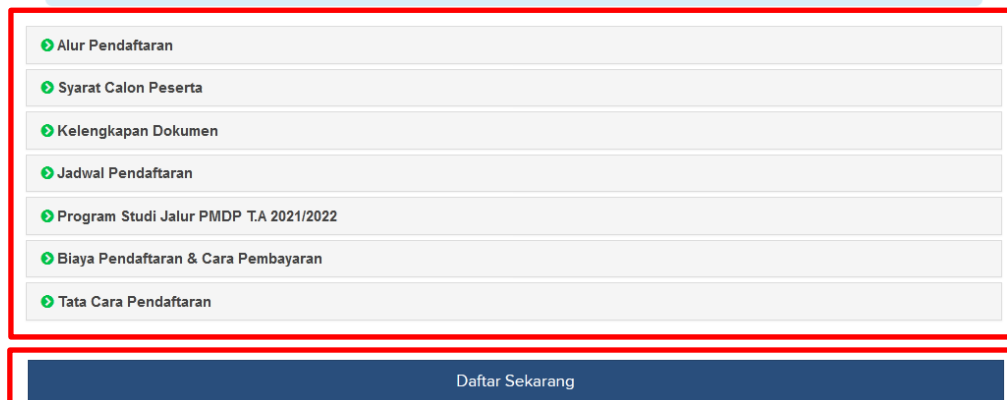 Alur Pendaftaran
Syarat Calon Peserta
Kelengkapan Dokumen
Jadwal Pendaftaran
Program Studi Jalur PMDP T.A 2021/2022
Biaya Pendaftaran & Cara Pembayaran
Tata Cara Pendaftaran
Daftar Sekarang